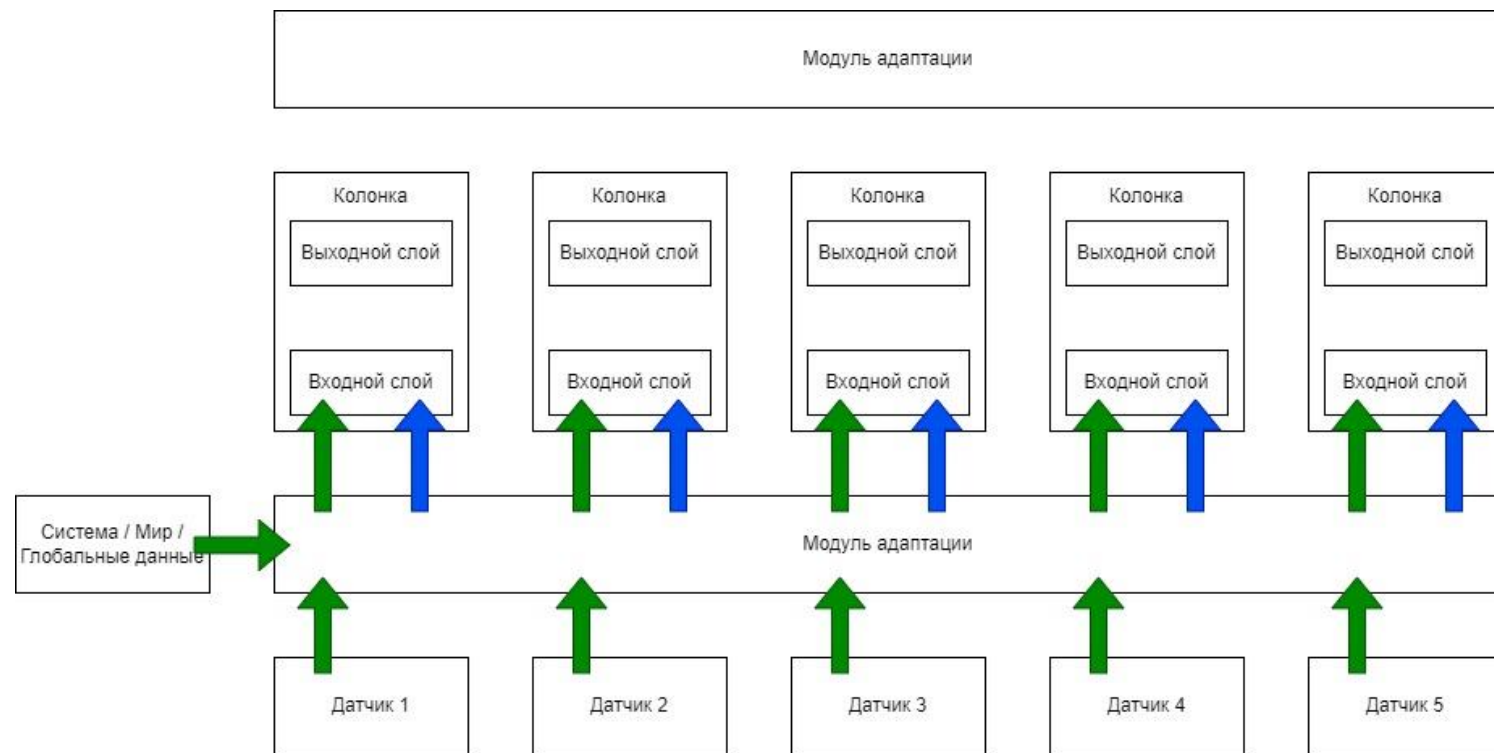 Модуль адаптации
Колонка Колонка Колонка Колонка Колонка
Выходной слой Выходной слой Выходной слой Выходной слой Выходной слой
Входной слой Входной слой Входной слой Входной слой Входной слой
Система / Мир /
Глобальные данные
Модуль адаптации
Датчик 1 Датчик 2 Датчик 3 Датчик 4 Датчик 5